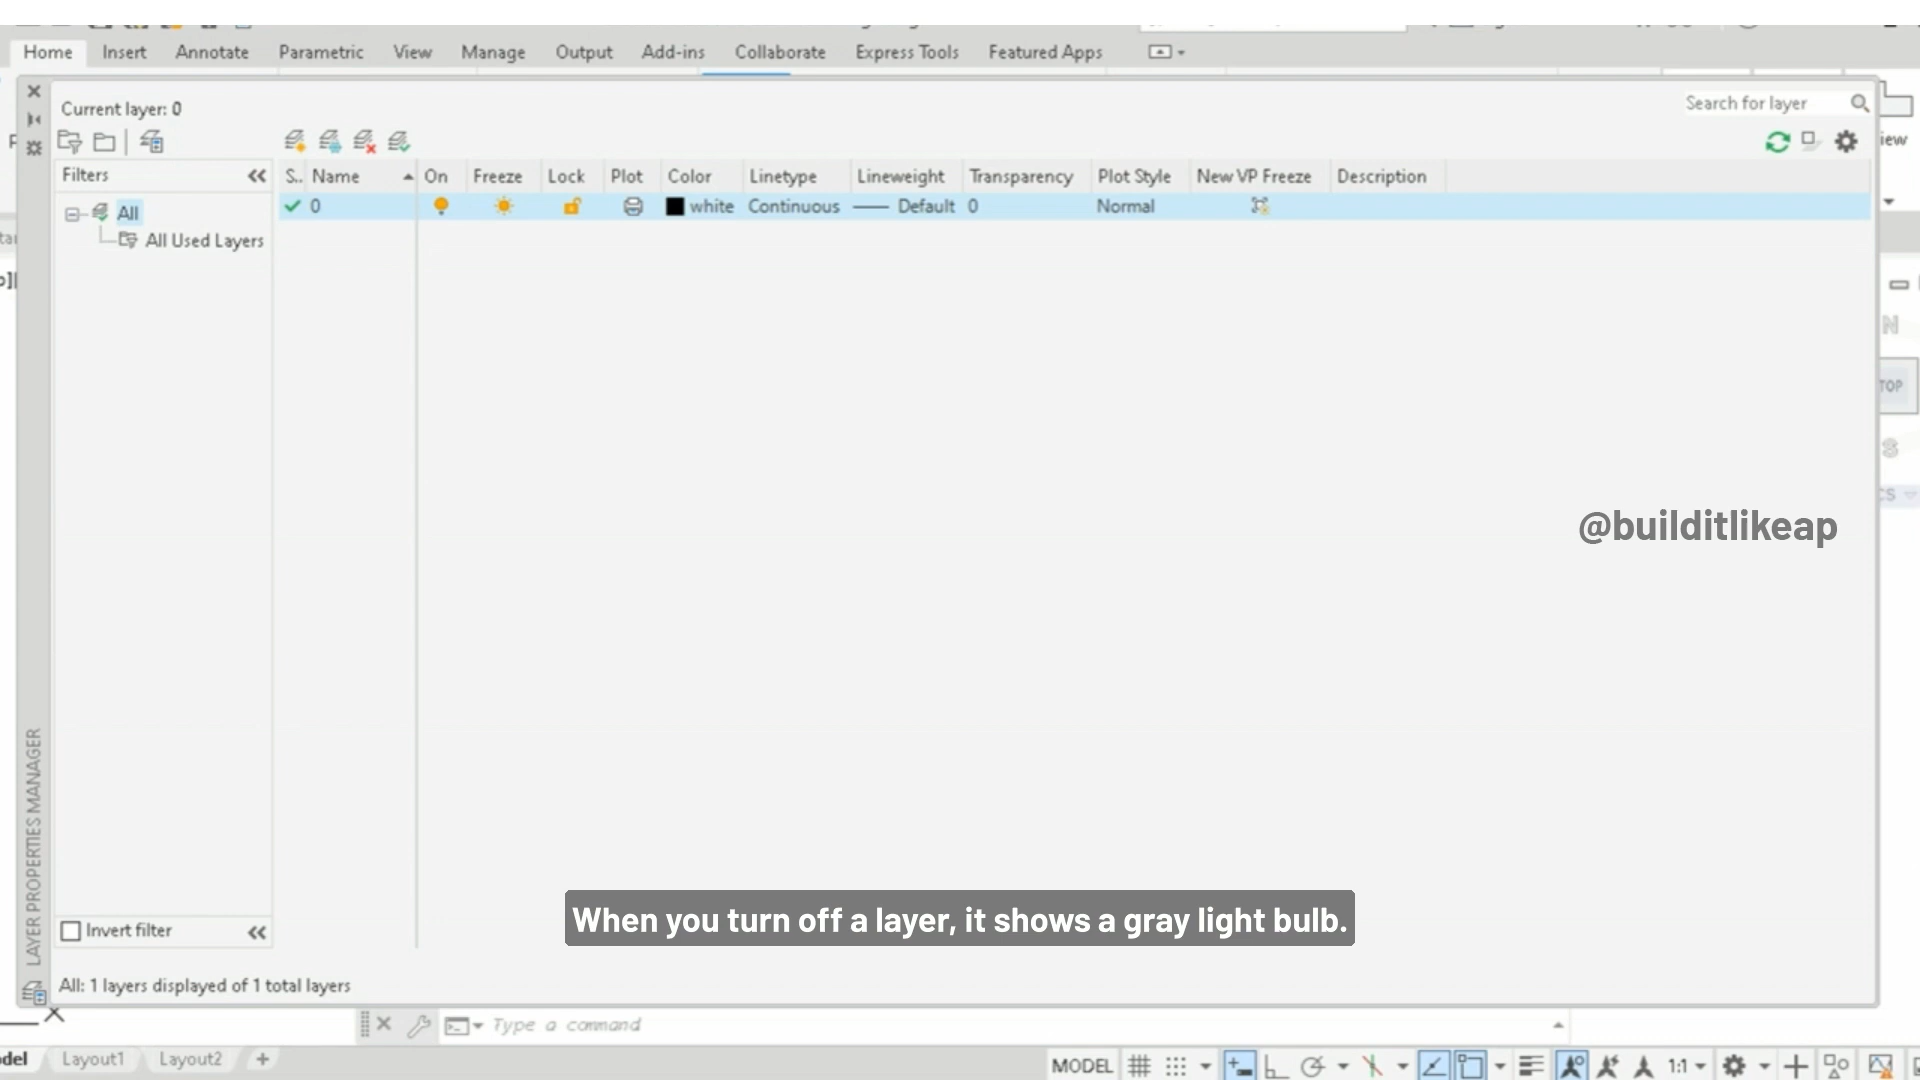 Home Insert Annotate Parametric View Manage Output Add-ins Collaborate Express Tools Featured Apps
Current layer: 0
Search for layer
Filters
S.. Name On Freeze Lock Plot Color Linetype Lineweight Transparency Plot Style New VP Freeze Description
All
0 white Continuous Default 0 Normal
All Used Layers
iew
N
TOP
S
CS
@builditlikeap
LAYER PROPERTIES MANAGER
When you turn off a layer, it shows a gray light bulb.
Invert filter
All: 1 layers displayed of 1 total layers
Type a command
odel Layout1 Layout2 +
MODEL 1:1